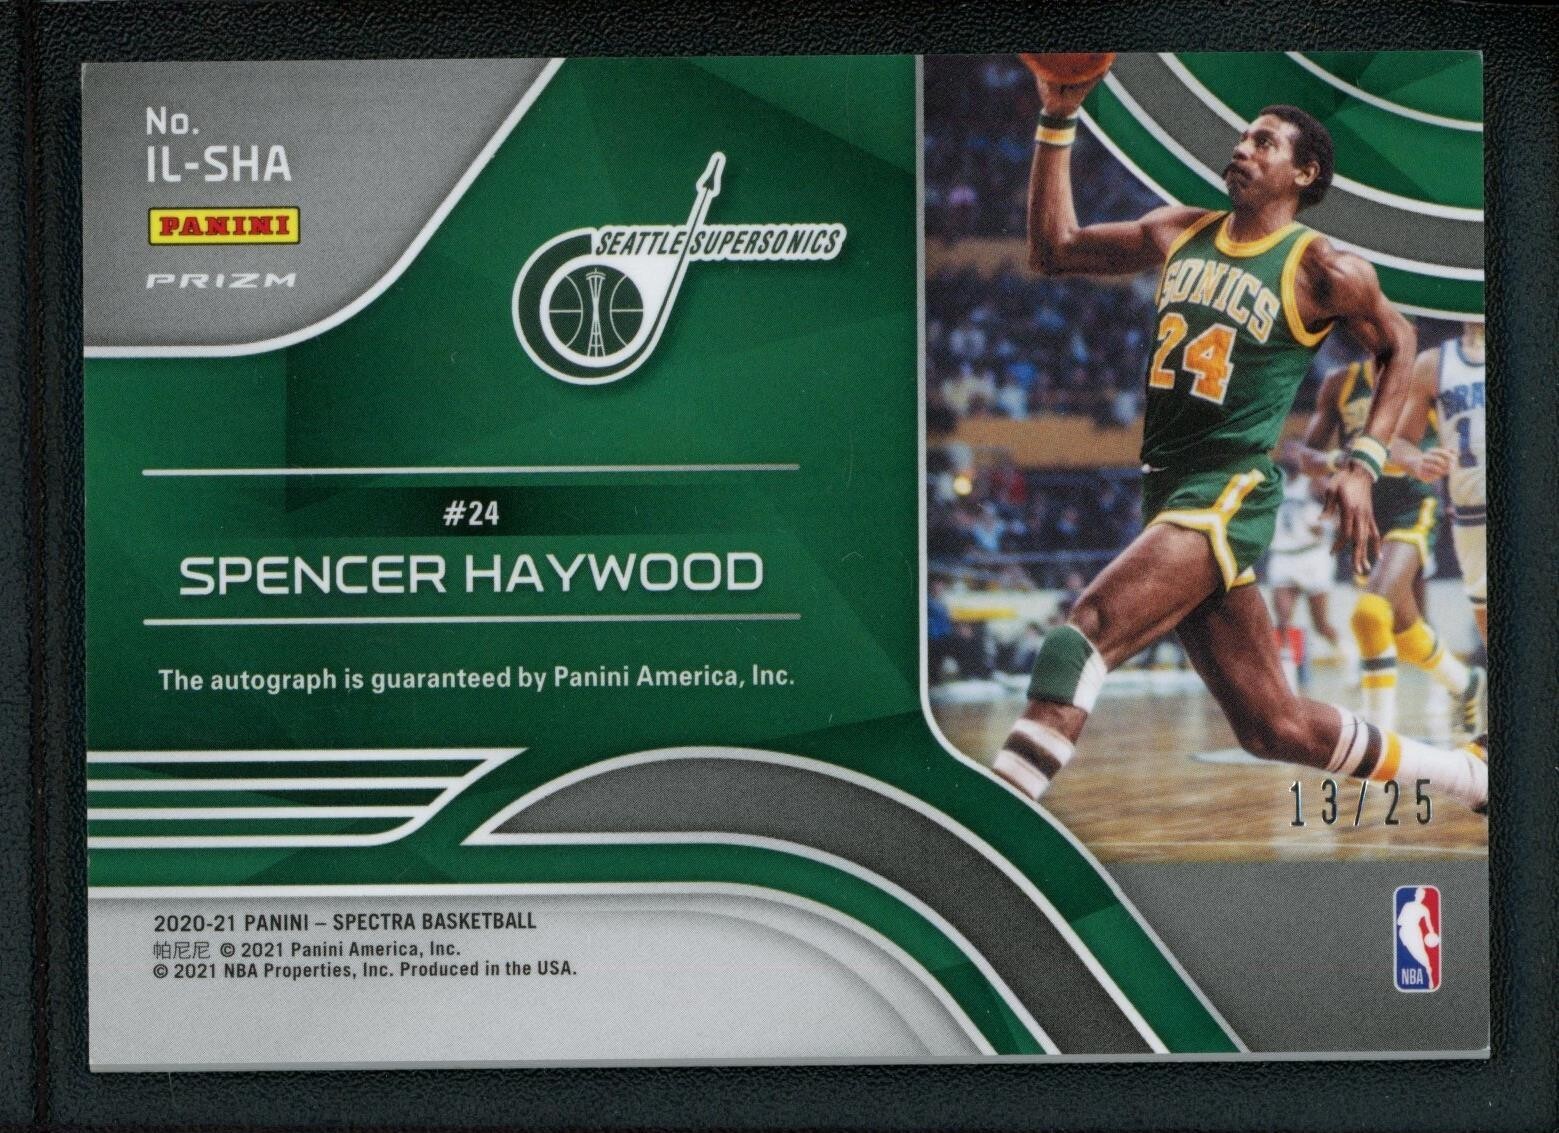 No.
IL-SHA
PANINI
PRIZM
SEATTLE SUPERSONICS
#24
SPENCER HAYWOOD
The autograph is guaranteed by Panini America, Inc.
2020-21 PANINI – SPECTRA BASKETBALL
帕尼尼 © 2021 Panini America, Inc.
© 2021 NBA Properties, Inc. Produced in the USA.
SONICS
24
13/25
NBA